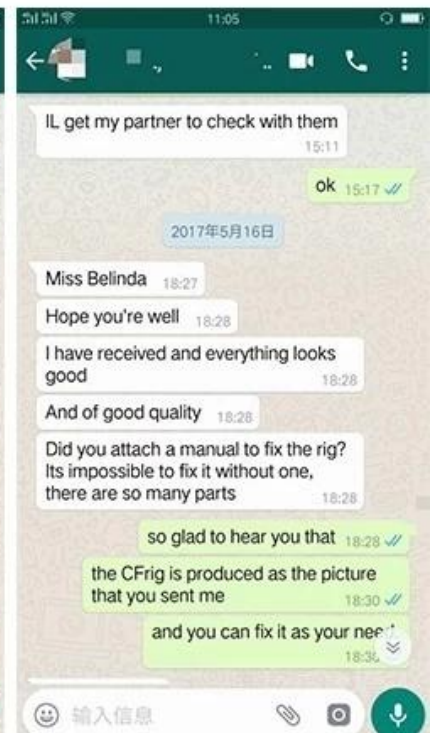 11:05
IL get my partner to check with them
15:11
ok 15:17
2017年5月16日
Miss Belinda 18:27
Hope you're well 18:28
I have received and everything looks
good
18:28
And of good quality 18:28
Did you attach a manual to fix the rig?
Its impossible to fix it without one,
there are so many parts
18:28
so glad to hear you that 18:28
the CFrig is produced as the picture
that you sent me
18:30
and you can fix it as your need
输入信息